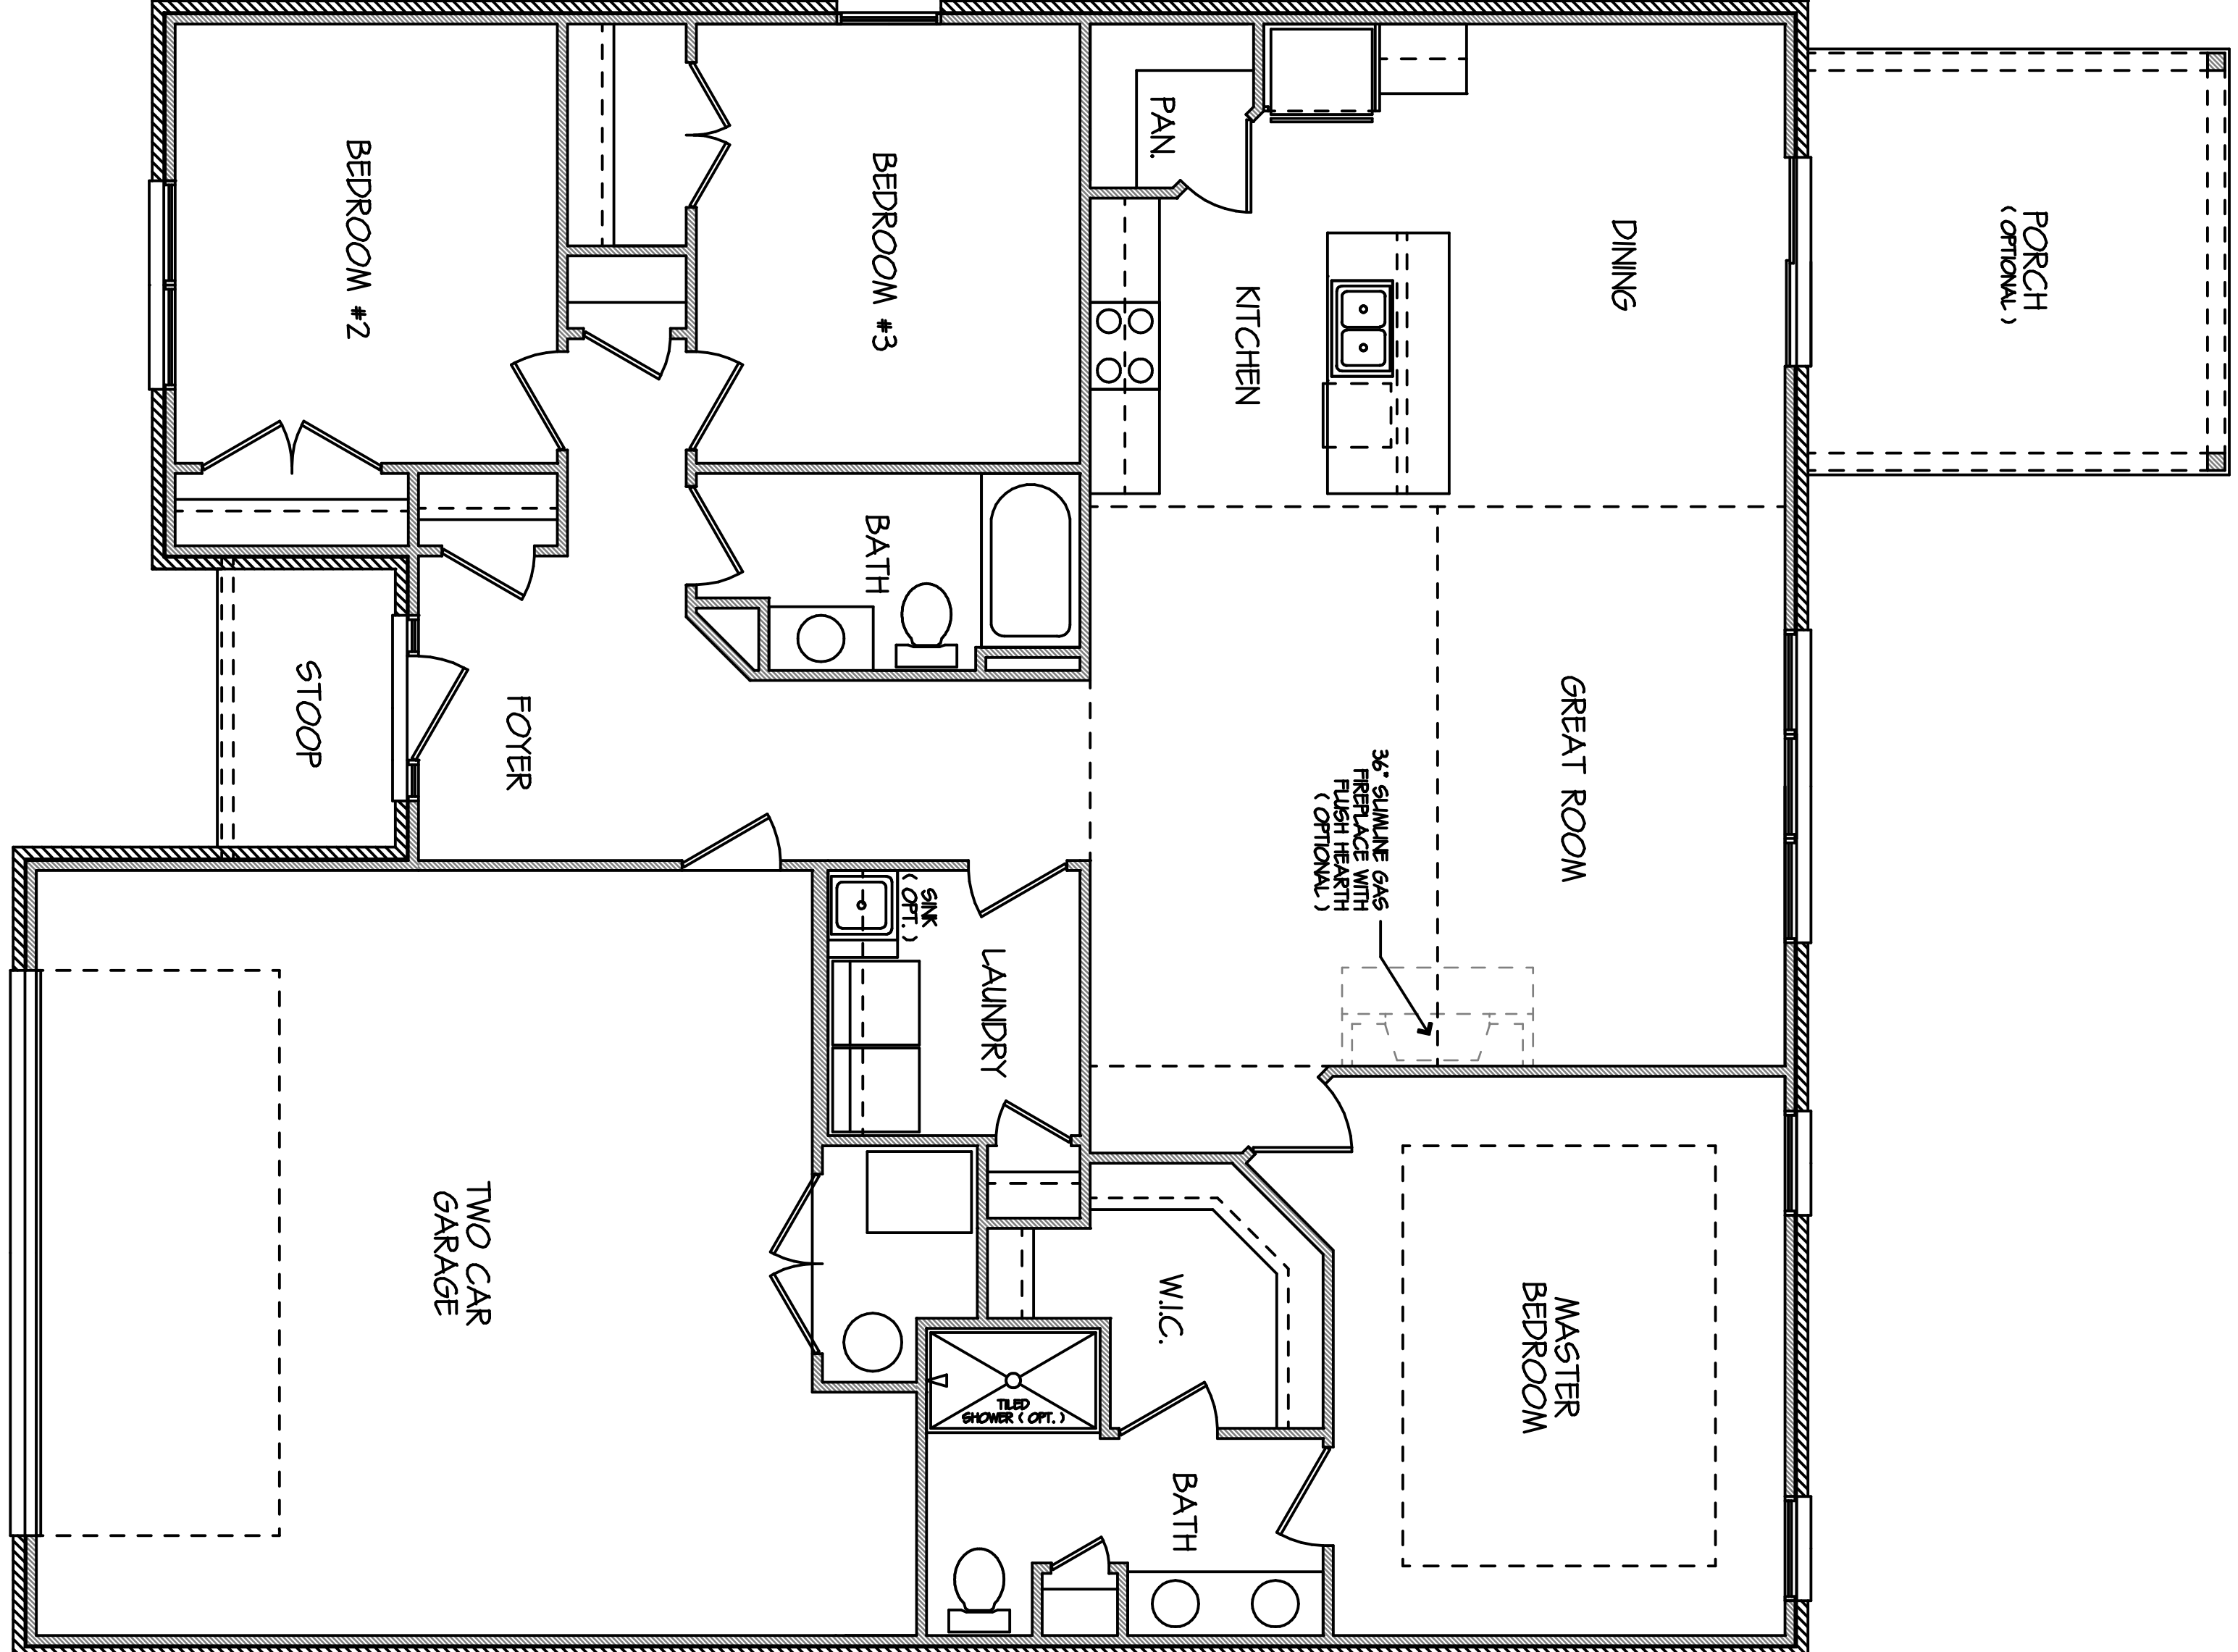 PORCH
(OPTIONAL)
DINING
GREAT ROOM
MASTER
BEDROOM
36" SLIMLINE GAS
FIREPLACE WITH
FLUSH HEARTH
(OPTIONAL)
KITCHEN
PAN.
W.I.C.
BATH
TILED
SHOWER (OPT.)
LAUNDRY
SINK
(OPT.)
BEDROOM #3
BATH
FOYER
TWO CAR
GARAGE
BEDROOM #2
STOOP